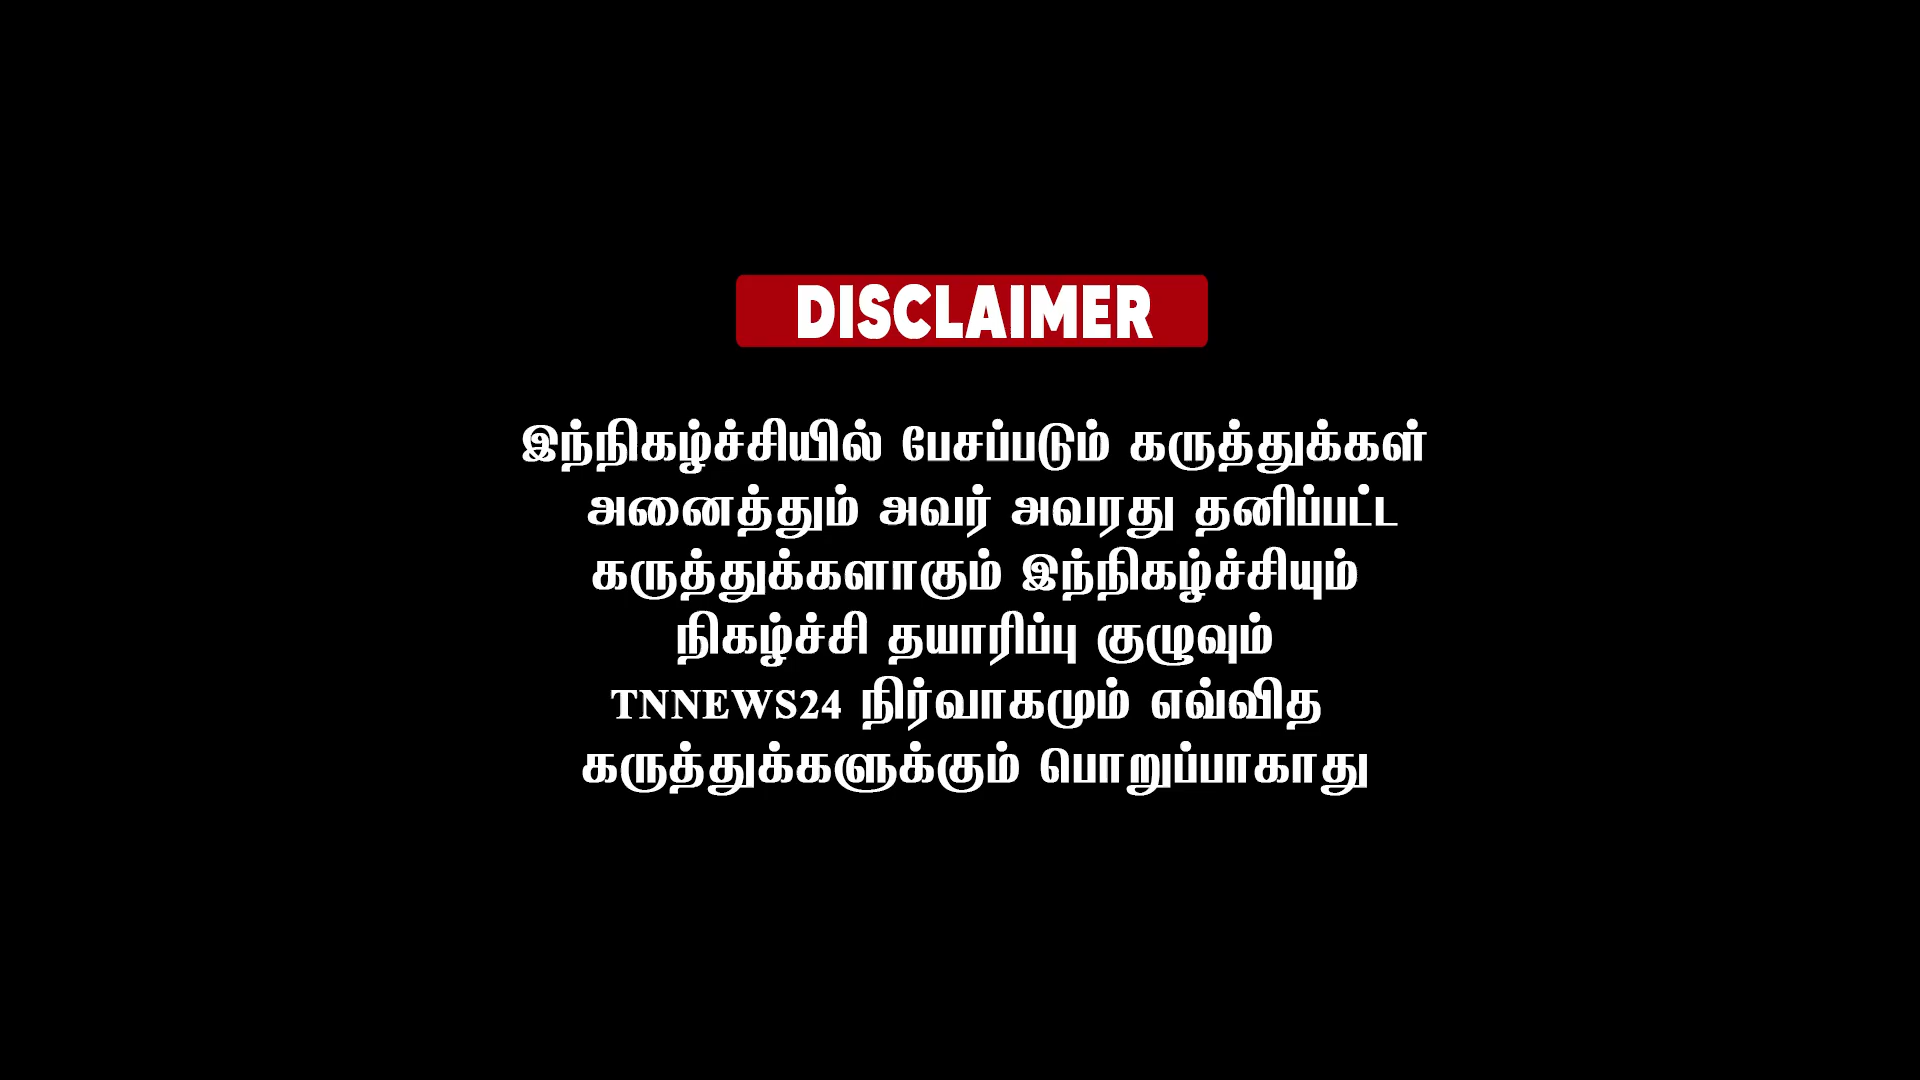 DISCLAIMER
இந்நிகழ்ச்சியில் பேசப்படும் கருத்துக்கள்
அனைத்தும் அவர் அவரது தனிப்பட்ட
கருத்துக்களாகும் இந்நிகழ்ச்சியும்
நிகழ்ச்சி தயாரிப்பு குழுவும்
TNNEWS24 நிர்வாகமும் எவ்வித
கருத்துக்களுக்கும் பொறுப்பாகாது